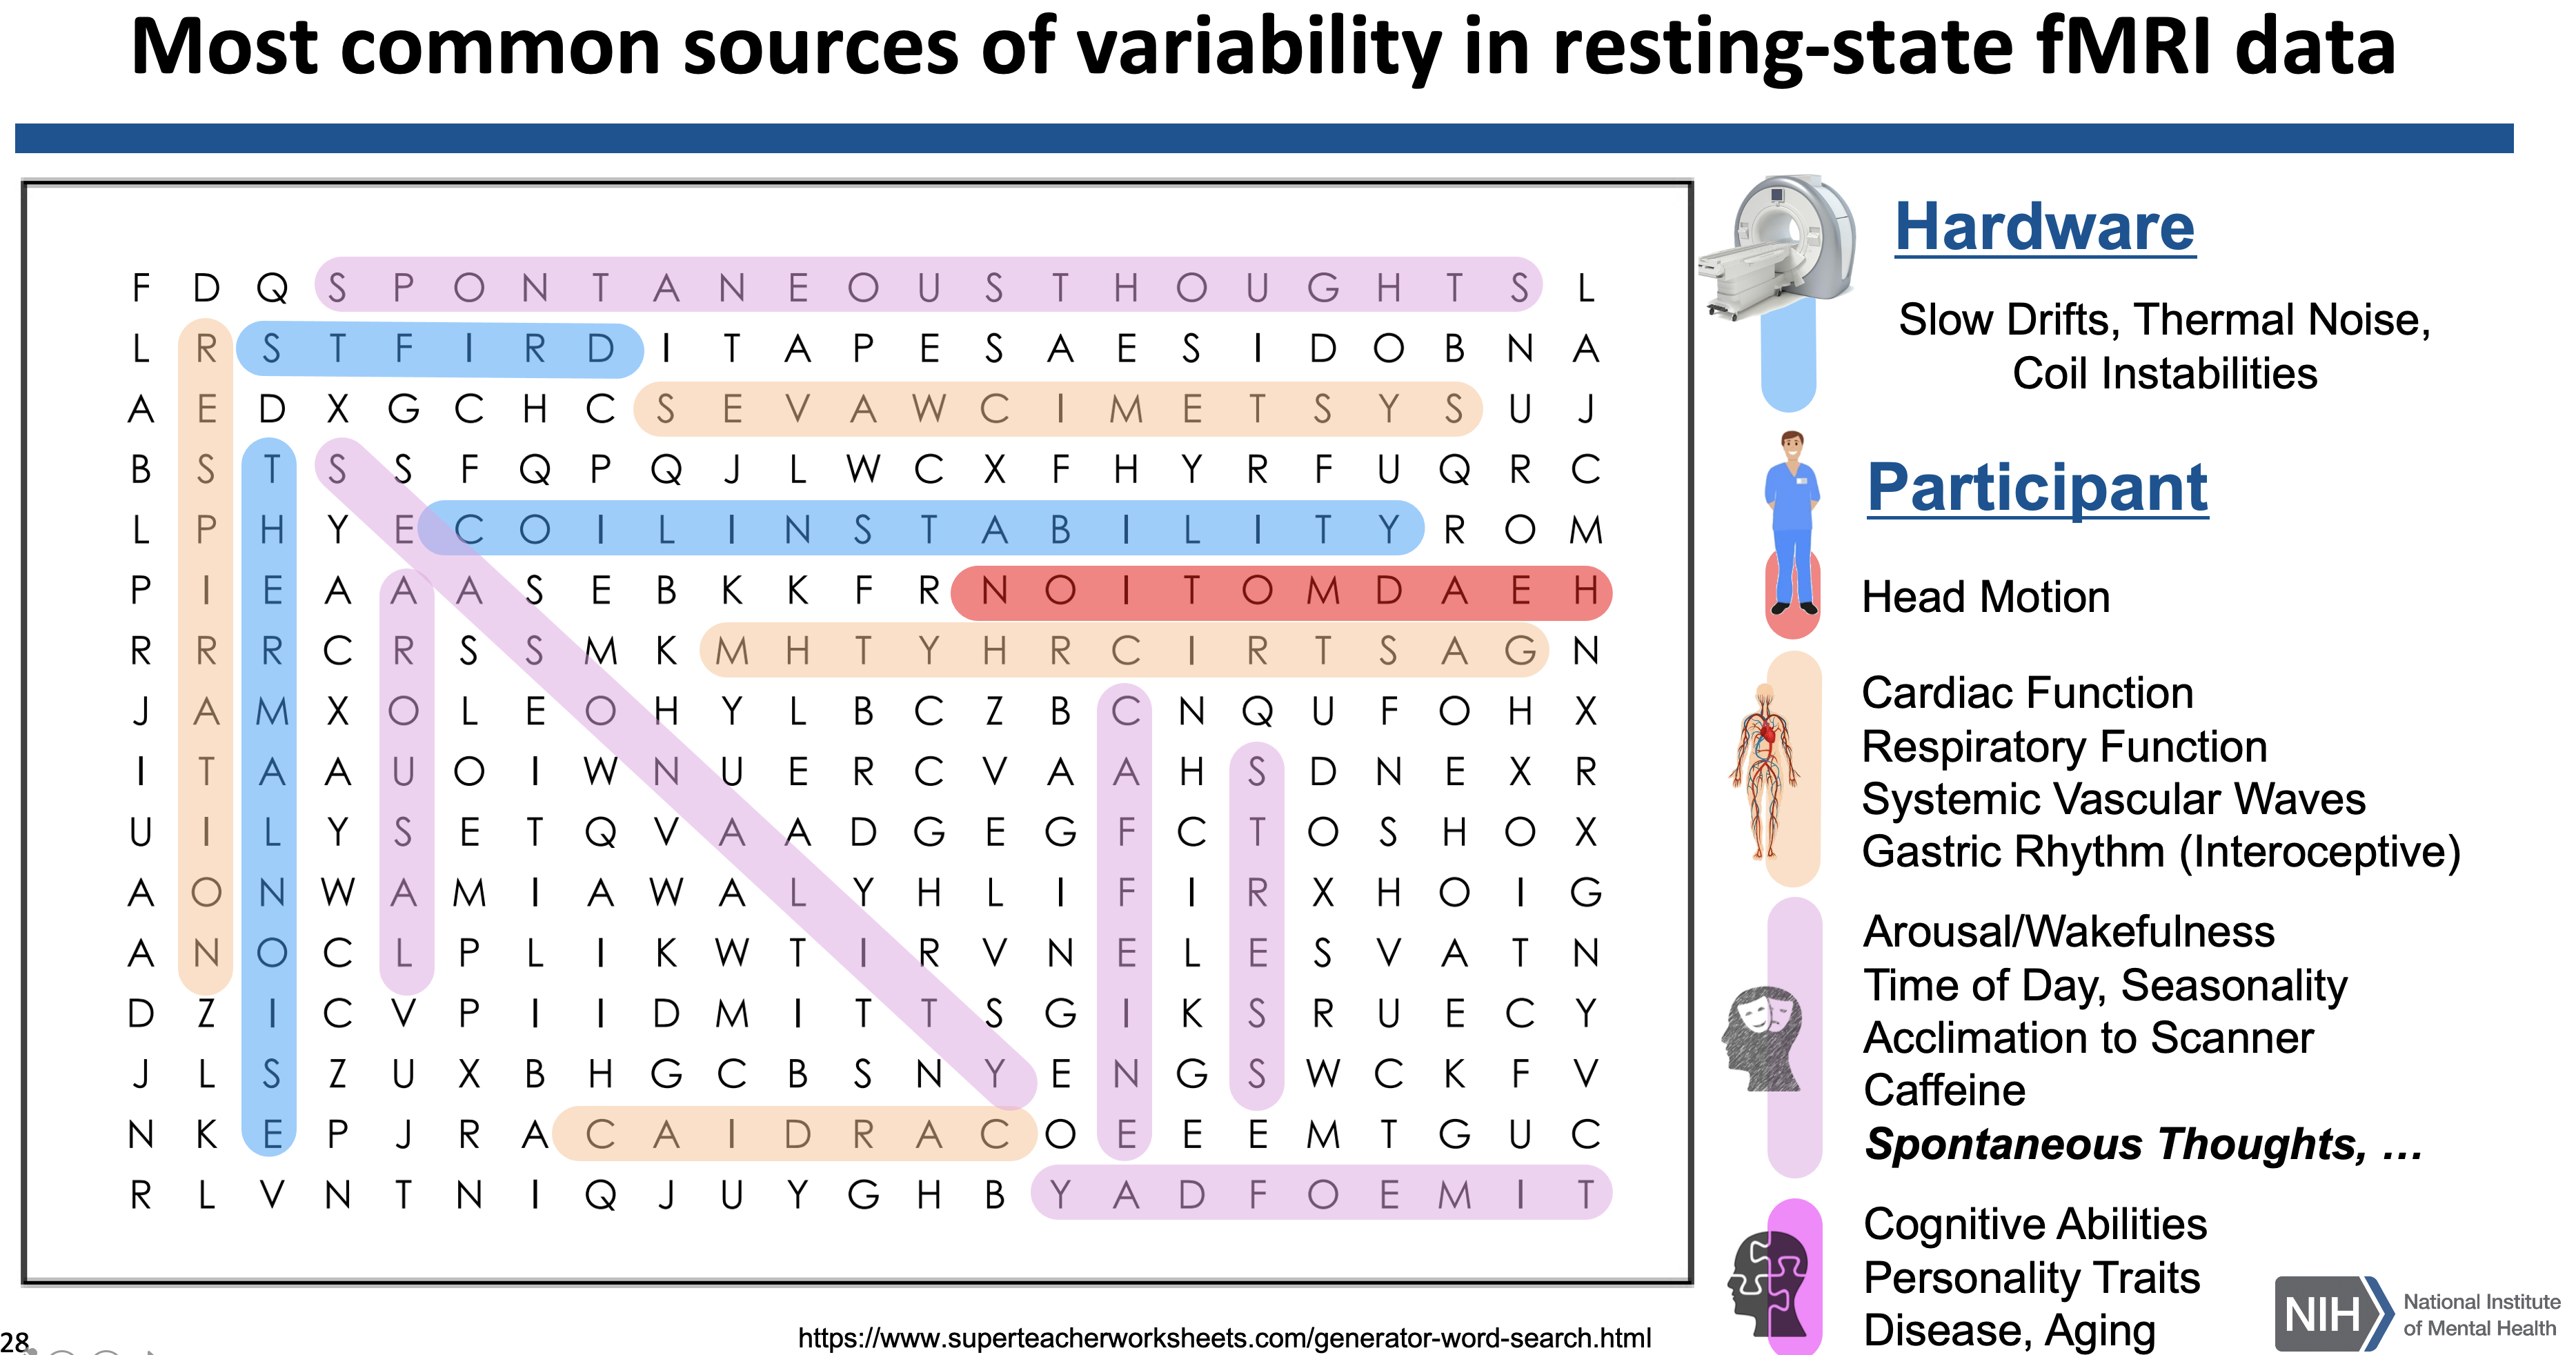 Most common sources of variability in resting-state fMRI data
F D Q S P O N T A N E O U S T H O U G H T S L
L R S T F I R D I T A P E S A E S I D O B N A
A E D X G C H C S E V A W C I M E T S Y S U J
B S T S S F Q P Q J L W C X F H Y R F U Q R C
L P H Y E C O I L I N S T A B I L I T Y R O M
P I E A A A S E B K K F R N O I T O M D A E H
R R R C R S S M K M H T Y H R C I R T S A G N
J A M X O L E O H Y L B C Z B C N Q U F O H X
I T A A U O I W N U E R C V A A H S D N E X R
U I L Y S E T Q V A A D G E G F C T O S H O X
A O N W A M I A W A L Y H L I F I R X H O I G
A N O C L P L I K W T I R V N E L E S V A T N
D Z I C V P I I D M I T T S G I K S R U E C Y
J L S Z U X B H G C B S N Y E N G S W C K F V
N K E P J R A C A I D R A C O E E E M T G U C
R L V N T N I Q J U Y G H B Y A D F O E M I T
Hardware
Slow Drifts, Thermal Noise,
Coil Instabilities
Participant
Head Motion
Cardiac Function
Respiratory Function
Systemic Vascular Waves
Gastric Rhythm (Interoceptive)
Arousal/Wakefulness
Time of Day, Seasonality
Acclimation to Scanner
Caffeine
Spontaneous Thoughts, ...
Cognitive Abilities
Personality Traits
Disease, Aging
NIH National Institute
of Mental Health
28
https://www.superteacherworksheets.com/generator-word-search.html